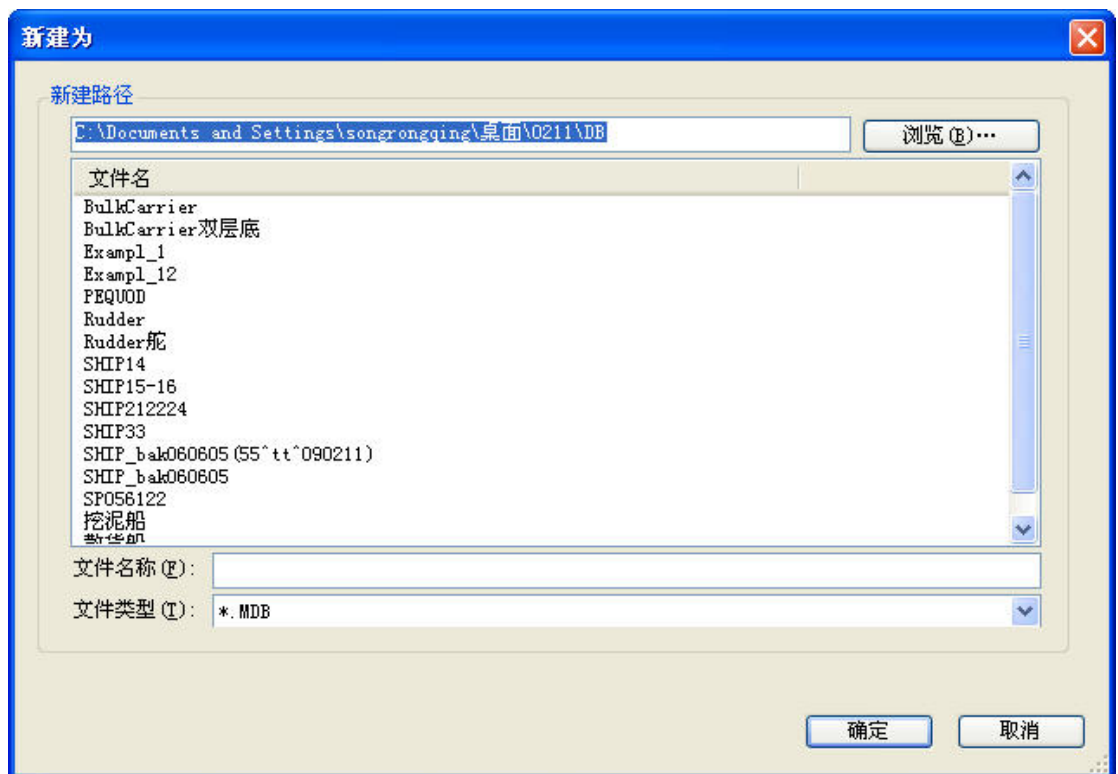 新建为
新建路径
C:\Documents and Settings\songrongqing\桌面\0211\DB
浏览(B)…
文件名
BulkCarrier
BulkCarrier双层底
Exampl_1
Exampl_12
PEQUOD
Rudder
Rudder舵
SHIP14
SHIP15-16
SHIP212224
SHIP33
SHIP_bak060605(55^tt^090211)
SHIP_bak060605
SP056122
挖泥船
散货船
文件名称(F):
文件类型(T): *.MDB
确定 取消